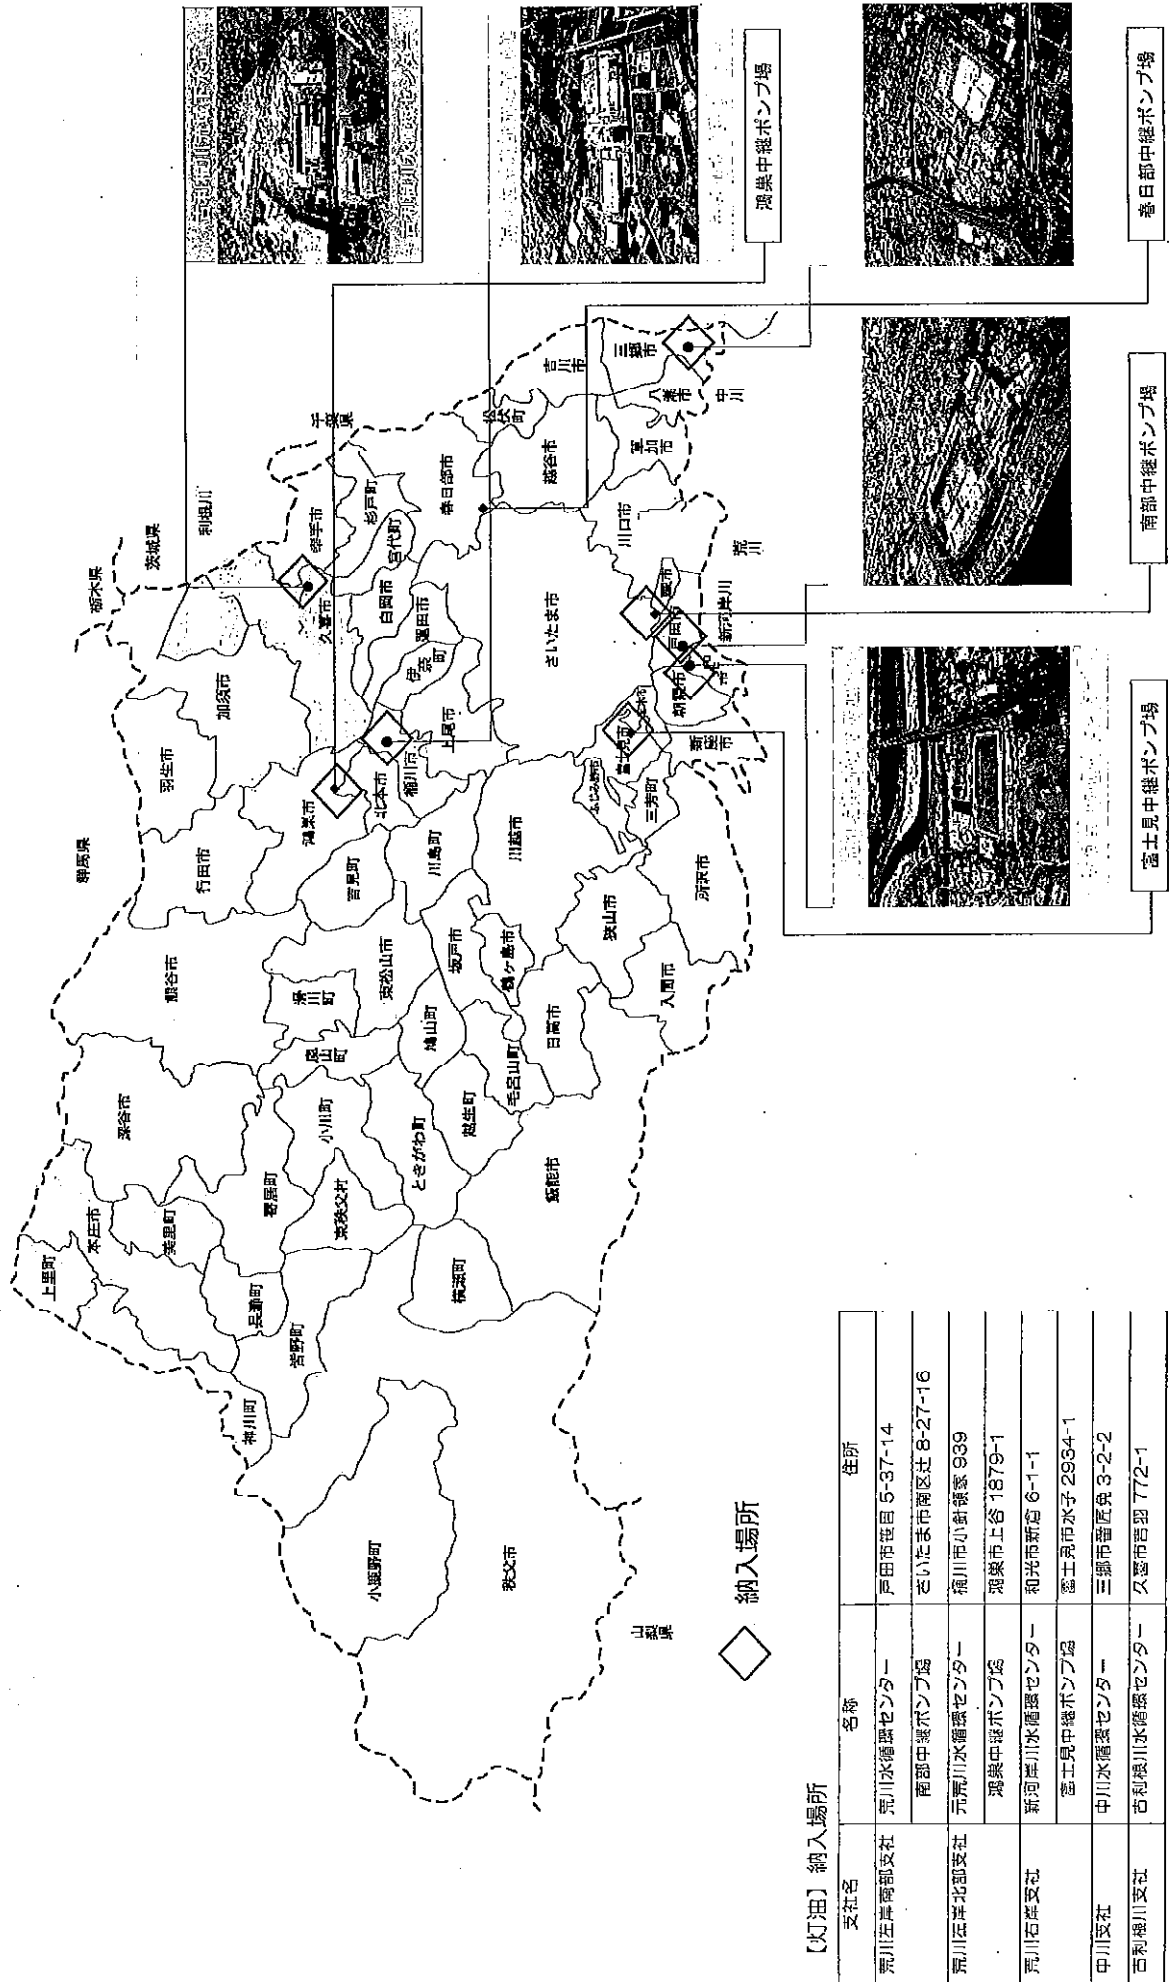 群馬県
栃木県
茨城県
利根川
千葉県
上里町
本庄市
神川町
美里町
深谷市
熊谷市
行田市
羽生市
加須市
長瀞町
皆野町
寄居町
小川町
嵐山町
滑川町
東秩父村
ときがわ町
東松山市
吉見町
鴻巣市
北本市
桶川市
久喜市
幸手市
杉戸町
宮代町
白岡市
蓮田市
伊奈町
上尾市
春日部市
松伏町
小鹿野町
秩父市
横瀬町
越生町
鳩山町
毛呂山町
坂戸市
鶴ヶ島市
川島町
川越市
日高市
飯能市
狭山市
入間市
所沢市
ふじみ野市
三芳町
富士見市
新座市
朝霞市
さいたま市
戸田市
蕨市
川口市
越谷市
草加市
八潮市
吉川市
三郷市
中川
荒川
新河岸川
山梨県
鴻巣中継ポンプ場
春日部中継ポンプ場
南部中継ポンプ場
富士見中継ポンプ場
納入場所
【灯油】納入場所
支社名 名称 住所
荒川左岸南部支社 荒川水循環センター 戸田市笹目 5-37-14
南部中継ポンプ場 さいたま市南区辻 8-27-16
荒川左岸北部支社 元荒川水循環センター 桶川市小針領家 939
鴻巣中継ポンプ場 鴻巣市上谷 1879-1
荒川右岸支社 新河岸川水循環センター 和光市新倉 6-1-1
富士見中継ポンプ場 富士見市水子 2934-1
中川支社 中川水循環センター 三郷市番匠免 3-2-2
古利根川支社 古利根川水循環センター 久喜市吉羽 772-1